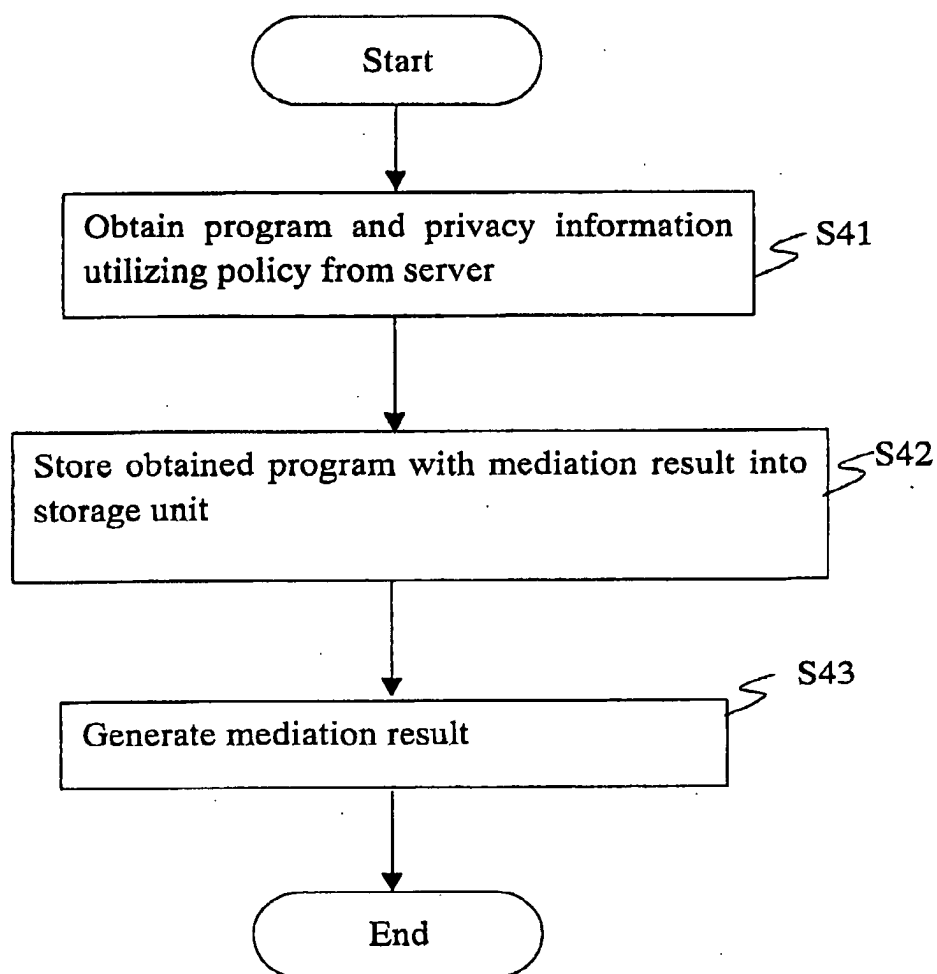 Start
Obtain program and privacy information
utilizing policy from server
S41
Store obtained program with mediation result into
storage unit
S42
S43
Generate mediation result
End